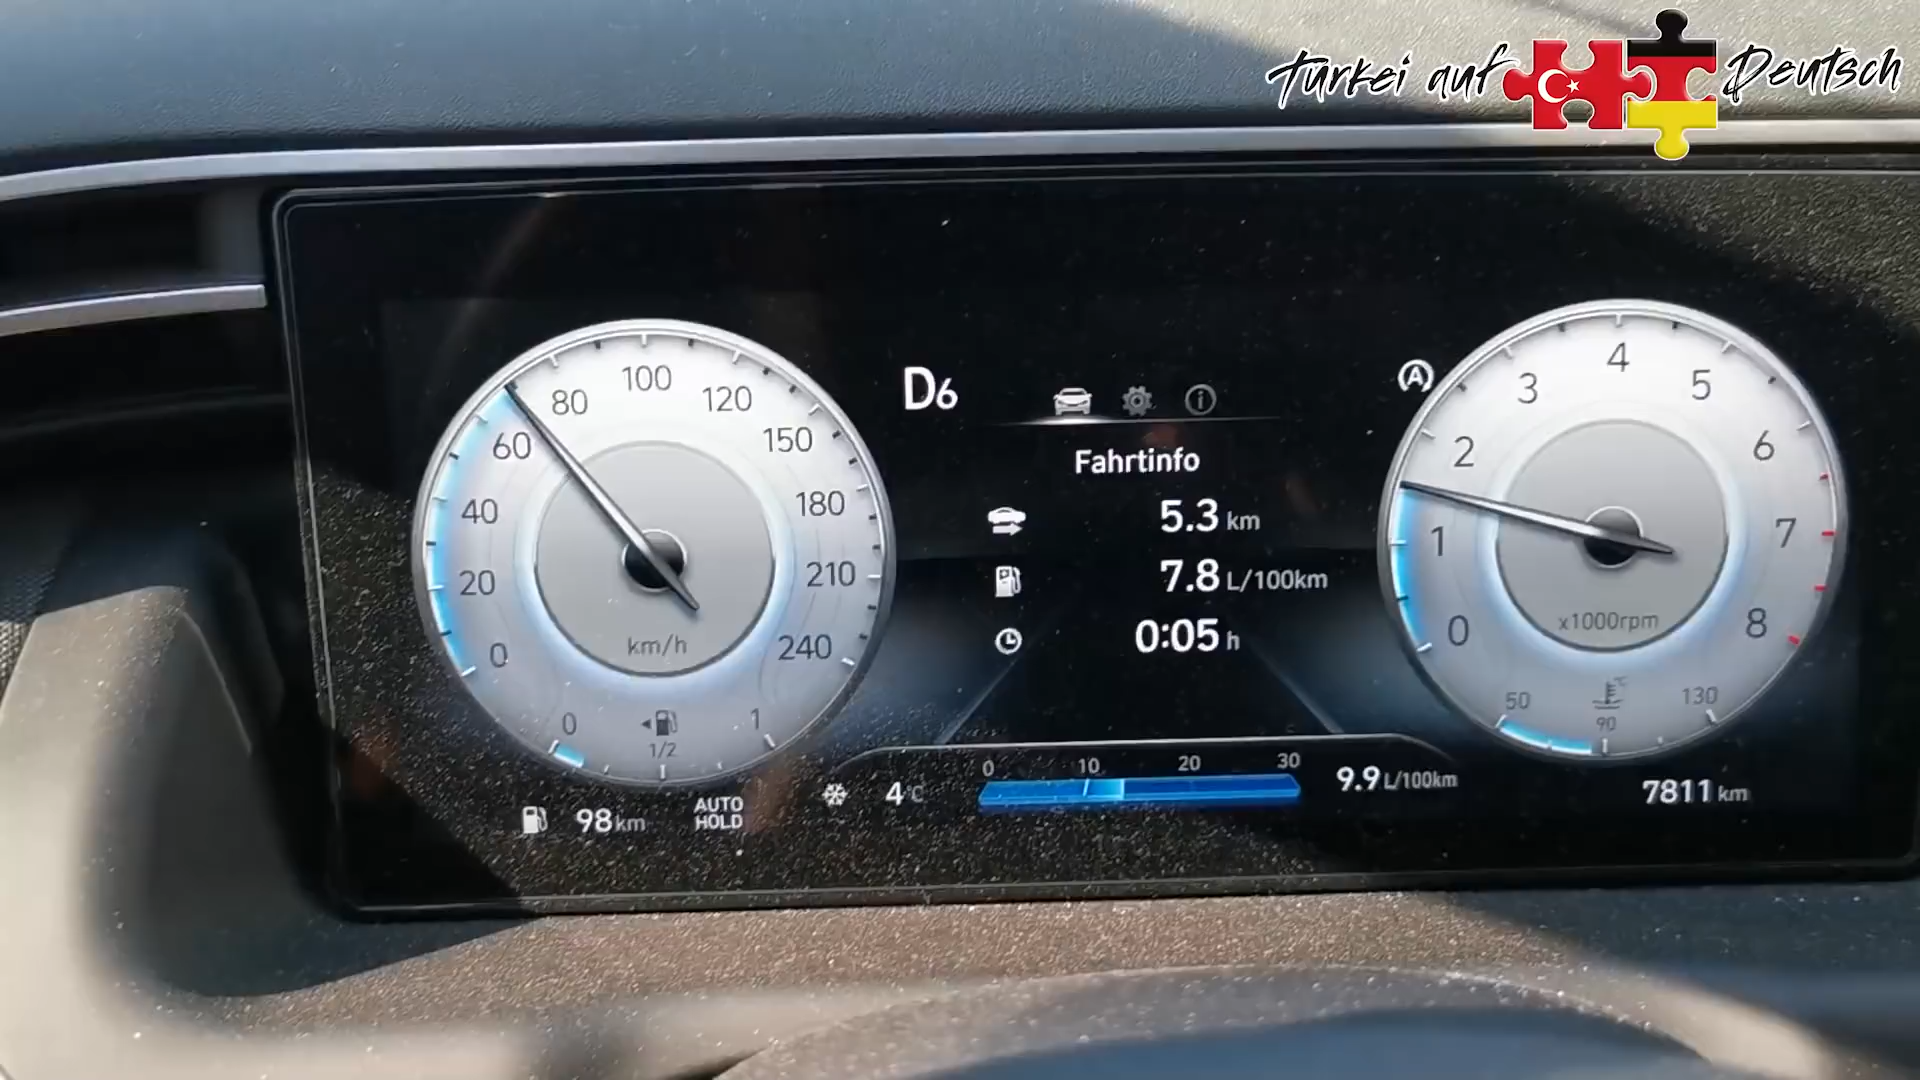 Türkei auf Deutsch
100
80
120
60
150
40
180
20
210
0
240
km/h
0
1/2
1
98 km
AUTO
HOLD
D6
Fahrtinfo
5.3 km
7.8 L/100km
0:05 h
0 10 20 30
4°C
9.9 L/100km
A
4
3
5
2
6
1
7
0
8
x1000rpm
50
90
130
7811 km